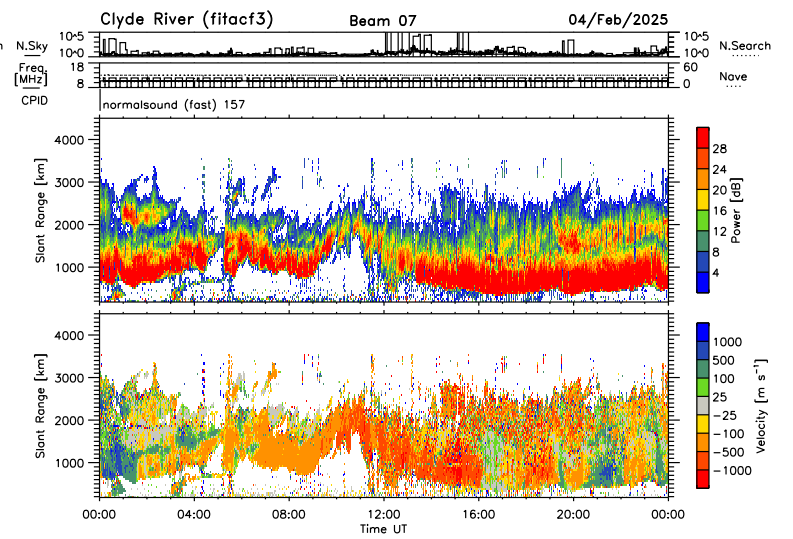 Clyde River (fitacf3) Beam 07 04/Feb/2025
n N.Sky 10^5 10^5 N.Search
10^0 10^0
Freq. 18 60 Nave
[MHz] 8 0
CPID normalsound (fast) 157
Slant Range [km] 4000 3000 2000 1000
28 24 20 16 12 8 4 Power [dB]
Slant Range [km] 4000 3000 2000 1000
1000 500 100 25 −25 −100 −500 −1000 Velocity [m s⁻¹]
00:00 04:00 08:00 12:00 16:00 20:00 00:00
Time UT